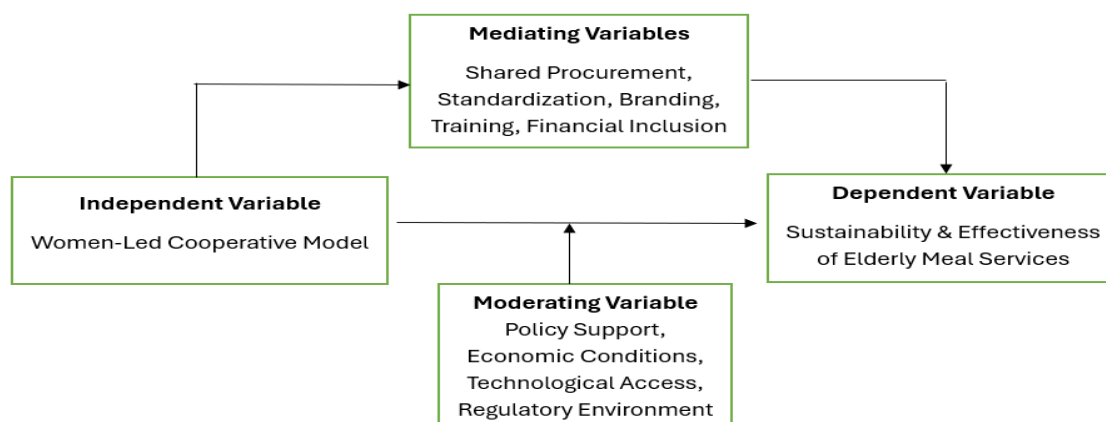 Mediating Variables
Shared Procurement,
Standardization, Branding,
Training, Financial Inclusion
Independent Variable
Women-Led Cooperative Model
Dependent Variable
Sustainability & Effectiveness
of Elderly Meal Services
Moderating Variable
Policy Support,
Economic Conditions,
Technological Access,
Regulatory Environment